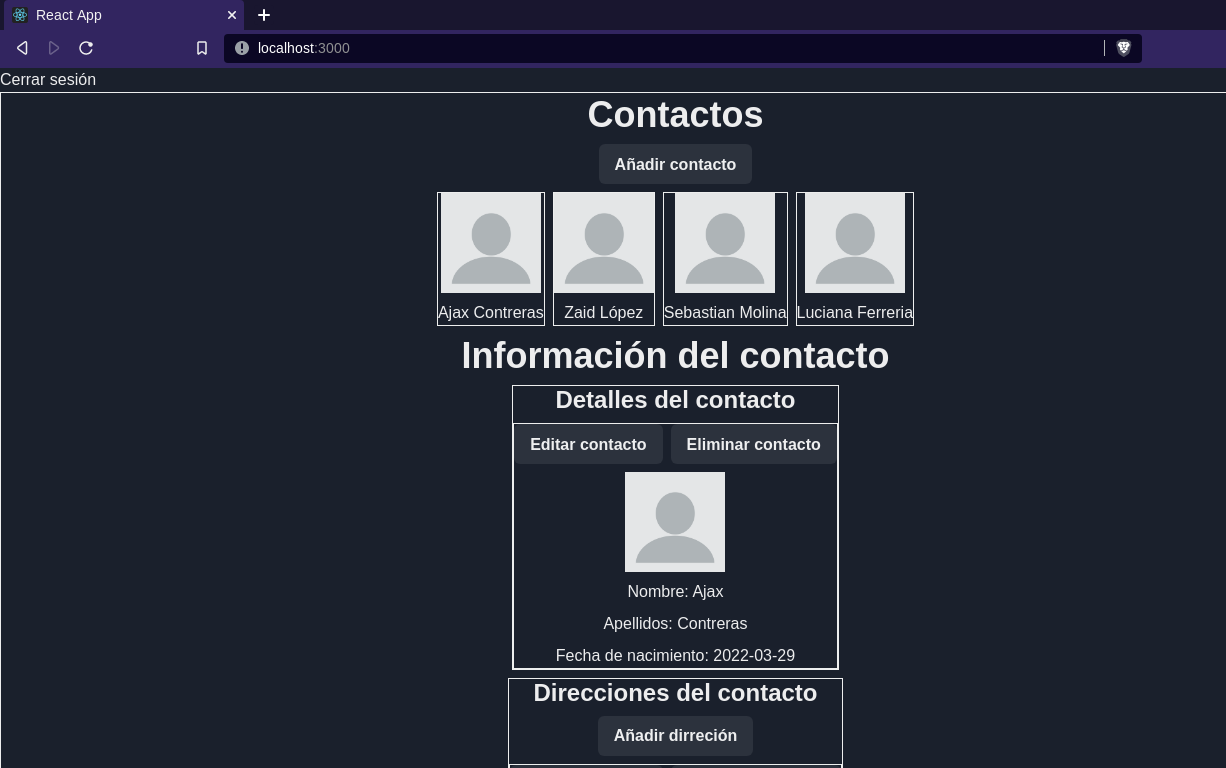 React App
localhost:3000
Cerrar sesión
Contactos
Añadir contacto
Ajax Contreras
Zaid López
Sebastian Molina
Luciana Ferreria
Información del contacto
Detalles del contacto
Editar contacto
Eliminar contacto
Nombre: Ajax
Apellidos: Contreras
Fecha de nacimiento: 2022-03-29
Direcciones del contacto
Añadir dirreción